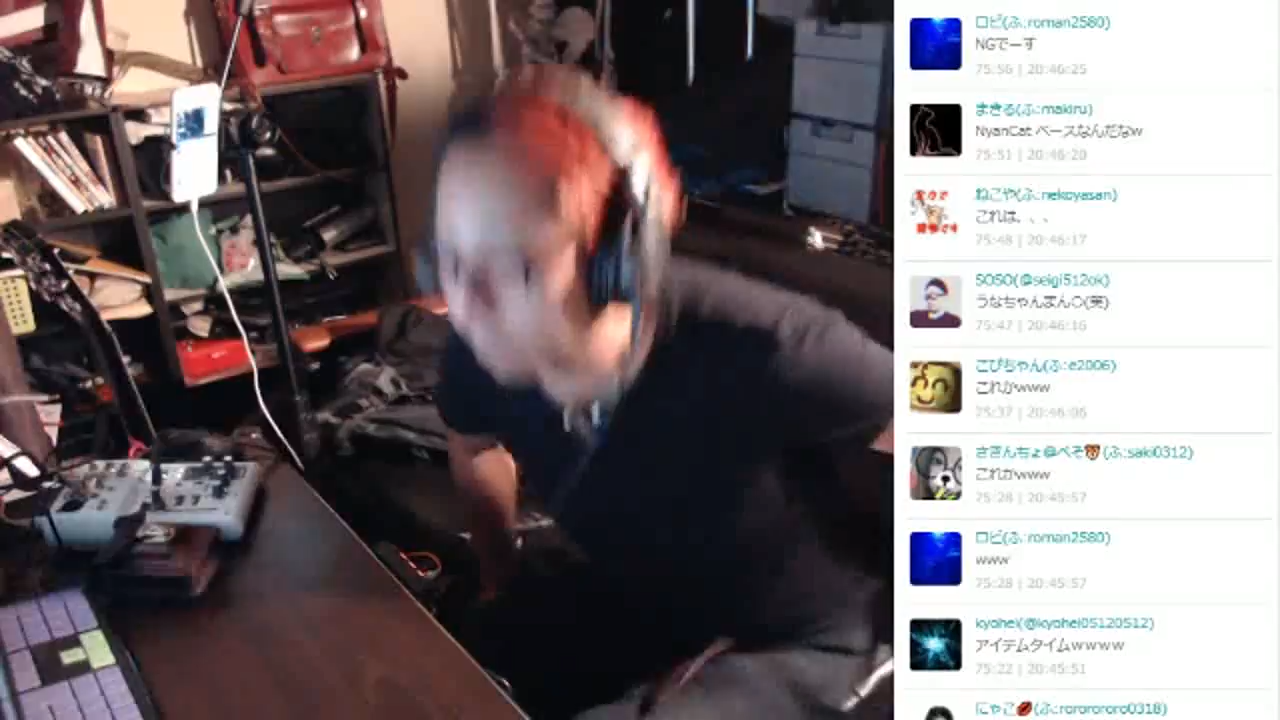 ロビ(ふ:roman2580)
NGでーす
75:56 | 20:46:25
まきる(ふ:makiru)
NyanCat ベースなんだなw
75:51 | 20:46:20
ねこや(ふ:nekoyasan)
これは、、、
75:48 | 20:46:17
SOSO(@seigi512ok)
うなちゃんまん〇(笑)
75:47 | 20:46:16
こぴちゃん(ふ:e2006)
これかwww
75:37 | 20:46:06
さきんちょ@べそ🐻(ふ:saki0312)
これかwww
75:28 | 20:45:57
ロビ(ふ:roman2580)
www
75:28 | 20:45:57
kyohei(@kyohei05120512)
アイテムタイムwwww
75:22 | 20:45:51
にゃこ💋(ふ:rororororo0318)